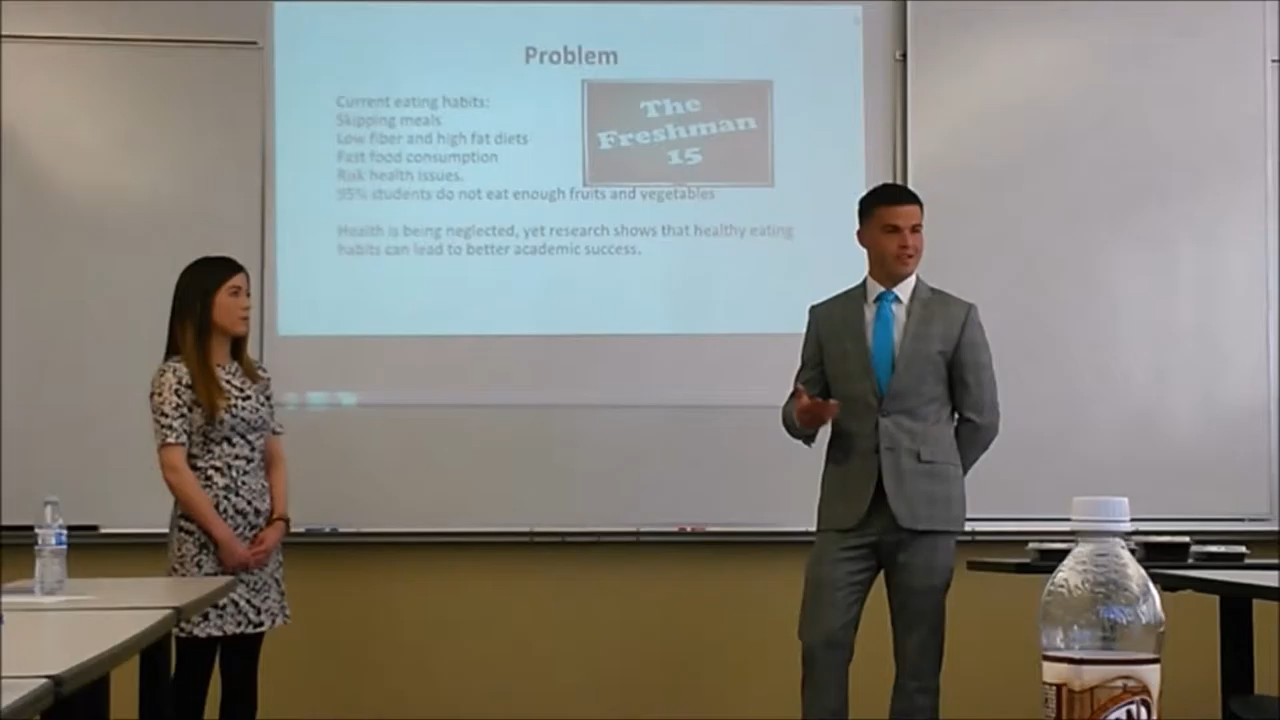 Problem
Current eating habits:
Skipping meals
Low fiber and high fat diets
Fast food consumption
Risk health issues.
95% students do not eat enough fruits and vegetables
The
Freshman
15
Health is being neglected, yet research shows that healthy eating
habits can lead to better academic success.